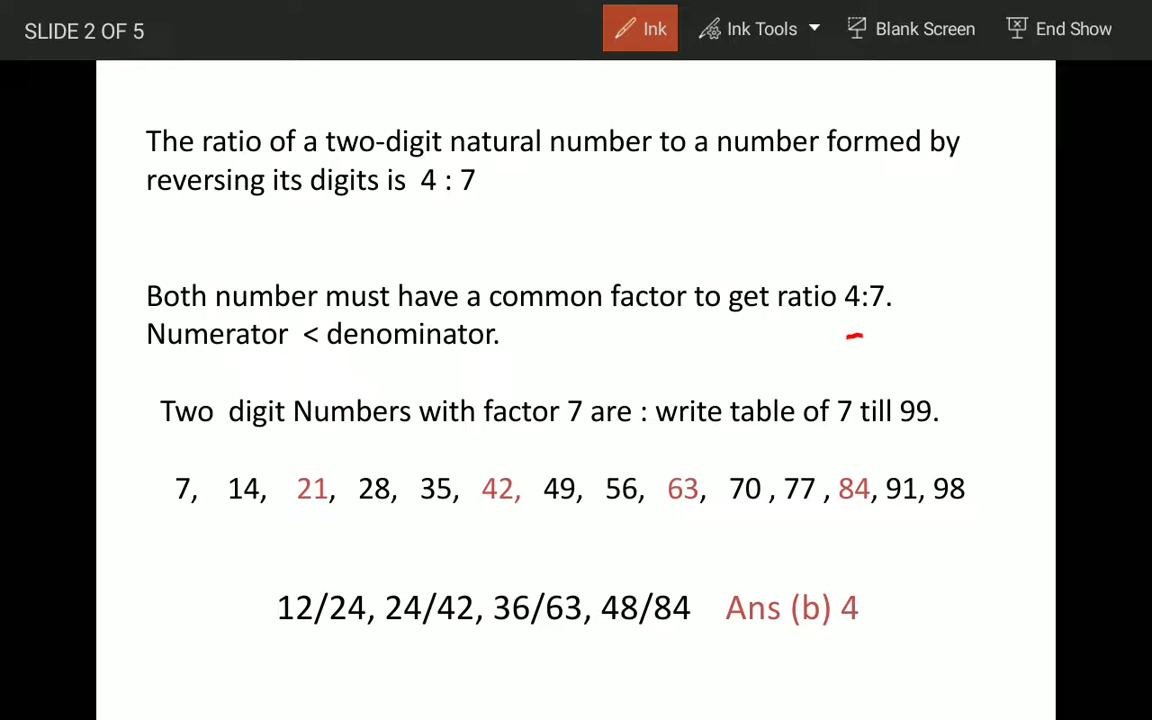 SLIDE 2 OF 5
Ink
Ink Tools
Blank Screen
End Show
The ratio of a two-digit natural number to a number formed by
reversing its digits is 4 : 7
Both number must have a common factor to get ratio 4:7.
Numerator < denominator.
Two digit Numbers with factor 7 are : write table of 7 till 99.
7, 14, 21, 28, 35, 42, 49, 56, 63, 70 , 77 , 84, 91, 98
12/24, 24/42, 36/63, 48/84 Ans (b) 4